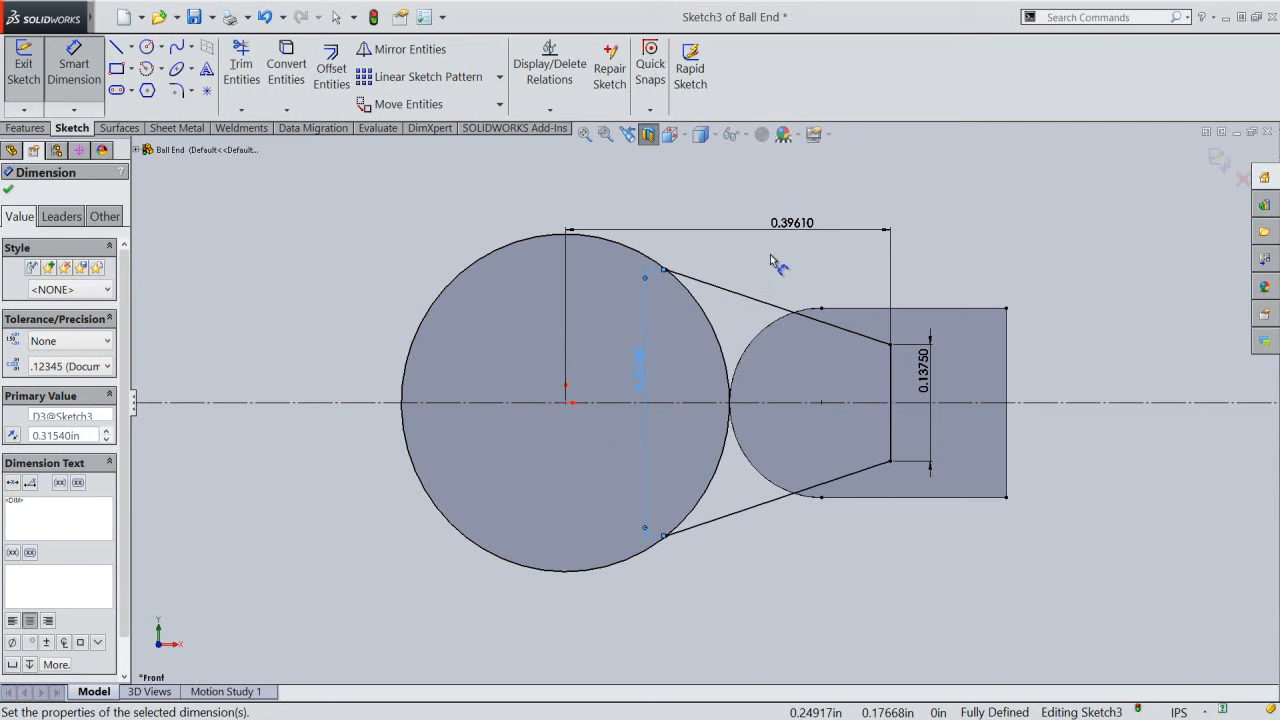 SOLIDWORKS
Sketch3 of Ball End *
Search Commands
Exit
Sketch
Smart
Dimension
Trim
Entities
Convert
Entities
Offset
Entities
Mirror Entities
Linear Sketch Pattern
Move Entities
Display/Delete
Relations
Repair
Sketch
Quick
Snaps
Rapid
Sketch
Features
Sketch
Surfaces
Sheet Metal
Weldments
Data Migration
Evaluate
DimXpert
SOLIDWORKS Add-Ins
Ball End (Default<<Default...
Dimension
?
Value
Leaders
Other
Style
<NONE>
Tolerance/Precision
None
.12345 (Docum
Primary Value
D3@Sketch3
0.31540in
Dimension Text
<DIM>
More.
0.39610
0.13750
Y
X
*Front
Model
3D Views
Motion Study 1
Set the properties of the selected dimension(s).
0.24917in
0.17668in
0in
Fully Defined
Editing Sketch3
IPS